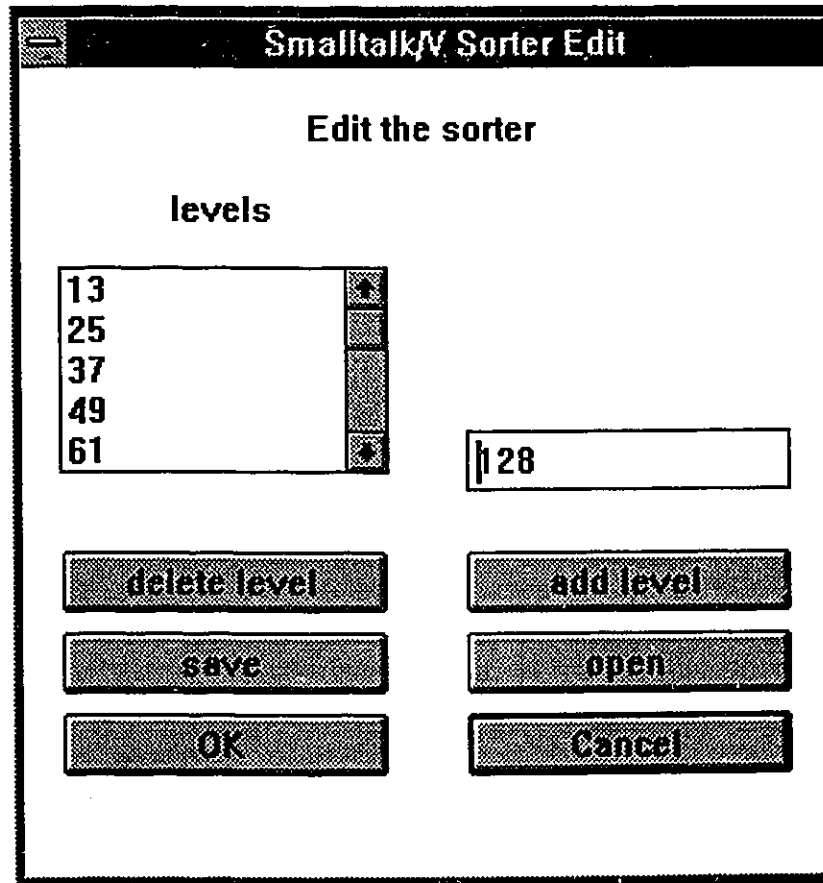 Smalltalk/V Sorter Edit
Edit the sorter
levels
13
25
37
49
61
128
delete level
add level
save
open
OK
Cancel